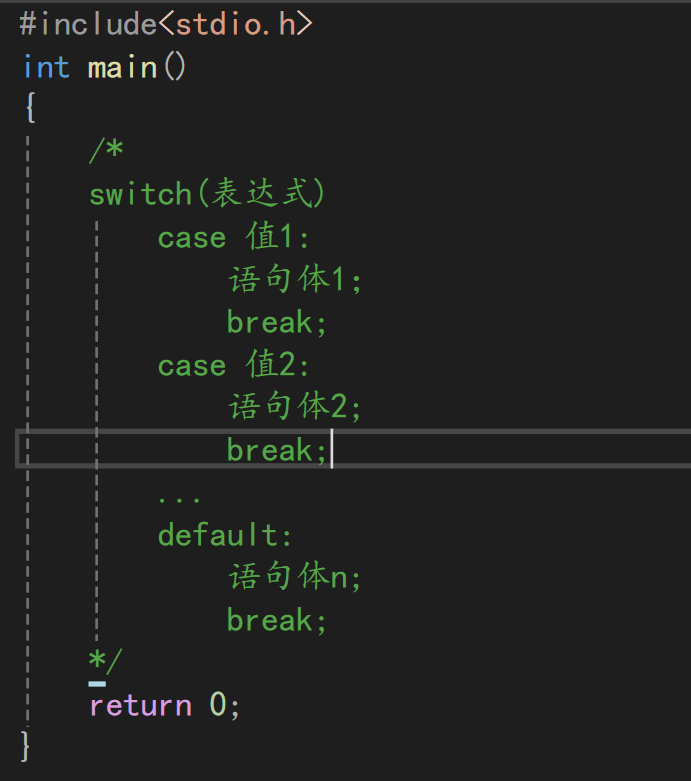 #include<stdio.h>
int main()
{
/*
switch(表达式)
case 值1:
语句体1;
break;
case 值2:
语句体2;
break;
...
default:
语句体n;
break;
*/
return 0;
}